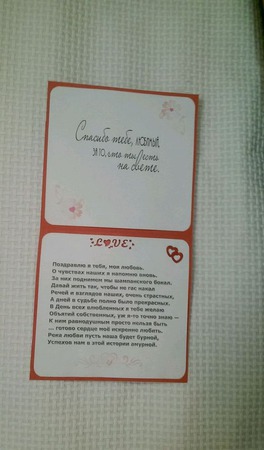 Спасибо тебе, любимый,
за то, что ты есть
на свете.
LOVE
Поздравляю я тебя, моя любовь.
О чувствах наших я напомню вновь.
За них поднимем мы шампанского бокал.
Давай жить так, чтобы не гас накал
Речей и взглядов наших, очень страстных,
А дней в судьбе полно было прекрасных.
В День всех влюбленных я тебе желаю
Объятий собственных, уж я-то точно знаю —
К ним равнодушным просто нельзя быть
... готово сердце моё искренно любить.
Река любви пусть наша будет бурной,
Успехов нам в этой истории амурной.